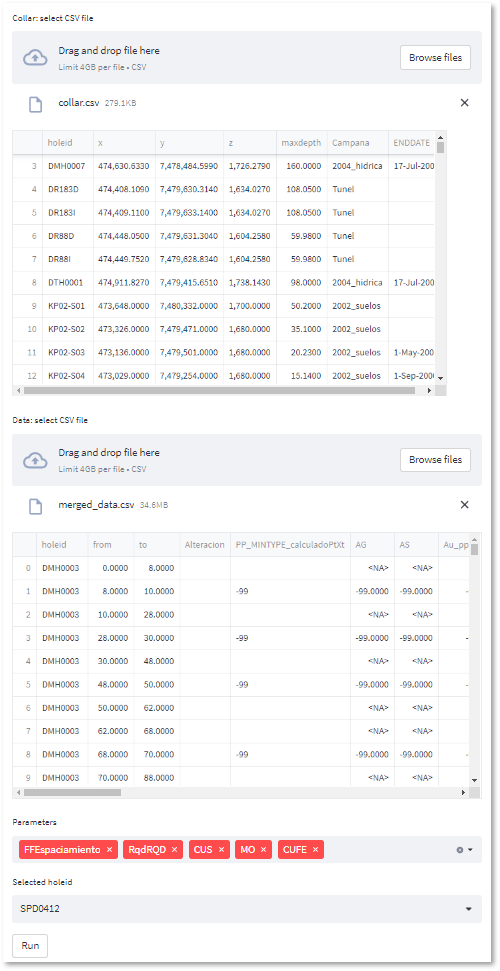 Collar: select CSV file
Drag and drop file here
Limit 4GB per file • CSV
Browse files
collar.csv 279.1KB
holeid x y z maxdepth Campana ENDDATE
3 DMH0007 474,630.6330 7,478,484.5990 1,726.2790 160.0000 2004_hidrica 17-Jul-200
4 DR183D 474,408.1090 7,479,630.3140 1,634.0270 108.0500 Tunel
5 DR183I 474,409.1100 7,479,633.1400 1,634.0270 108.0500 Tunel
6 DR88D 474,448.0500 7,479,631.3040 1,604.2580 59.9800 Tunel
7 DR88I 474,449.7520 7,479,628.8340 1,604.2580 59.9800 Tunel
8 DTH0001 474,911.8270 7,479,415.6510 1,738.1430 98.0000 2004_hidrica 17-Jul-200
9 KP02-S01 473,648.0000 7,480,332.0000 1,700.0000 50.2000 2002_suelos
10 KP02-S02 473,326.0000 7,479,471.0000 1,680.0000 35.1000 2002_suelos
11 KP02-S03 473,136.0000 7,479,501.0000 1,680.0000 20.2300 2002_suelos 1-May-200
12 KP02-S04 473,029.0000 7,479,254.0000 1,680.0000 15.1400 2002_suelos 1-Sep-200
Data: select CSV file
Drag and drop file here
Limit 4GB per file • CSV
Browse files
merged_data.csv 34.6MB
holeid from to Alteracion PP_MINTYPE_calculadoPtXt AG AS Au_pp
0 DMH0003 0.0000 8.0000 <NA> <NA>
1 DMH0003 8.0000 10.0000 -99 -99.0000 -99.0000 -
2 DMH0003 10.0000 28.0000 <NA> <NA>
3 DMH0003 28.0000 30.0000 -99 -99.0000 -99.0000 -
4 DMH0003 30.0000 48.0000 <NA> <NA>
5 DMH0003 48.0000 50.0000 -99 -99.0000 -99.0000 -
6 DMH0003 50.0000 62.0000 <NA> <NA>
7 DMH0003 62.0000 68.0000 <NA> <NA>
8 DMH0003 68.0000 70.0000 -99 -99.0000 -99.0000 -
9 DMH0003 70.0000 88.0000 <NA> <NA>
Parameters
FFEspaciamiento × RqdRQD × CUS × MO × CUFE ×
Selected holeid
SPD0412
Run